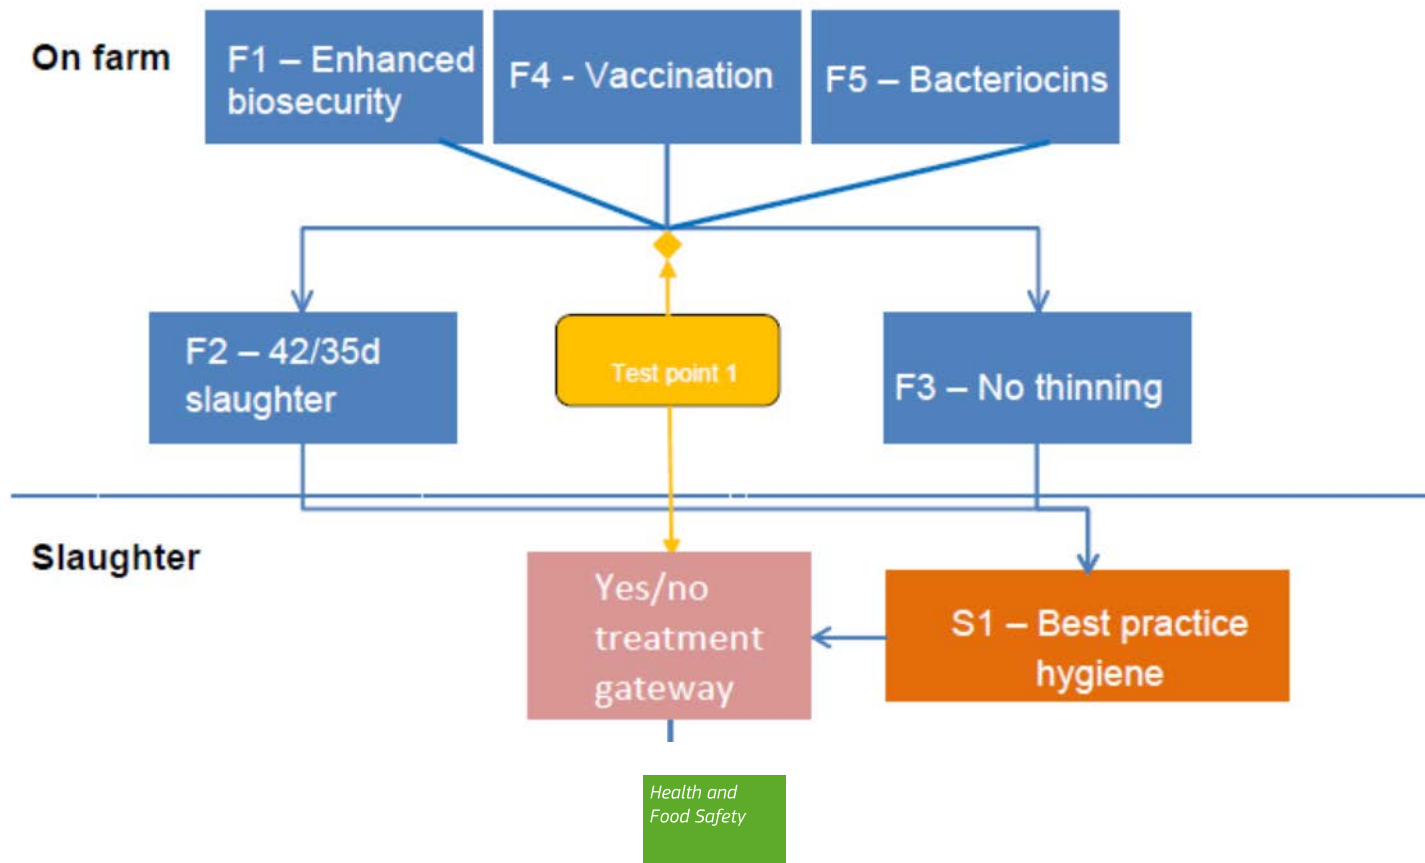 On farm
F1 – Enhanced
biosecurity
F4 - Vaccination
F5 – Bacteriocins
F2 – 42/35d
slaughter
Test point 1
F3 – No thinning
Slaughter
Yes/no
treatment
gateway
S1 – Best practice
hygiene
Health and
Food Safety